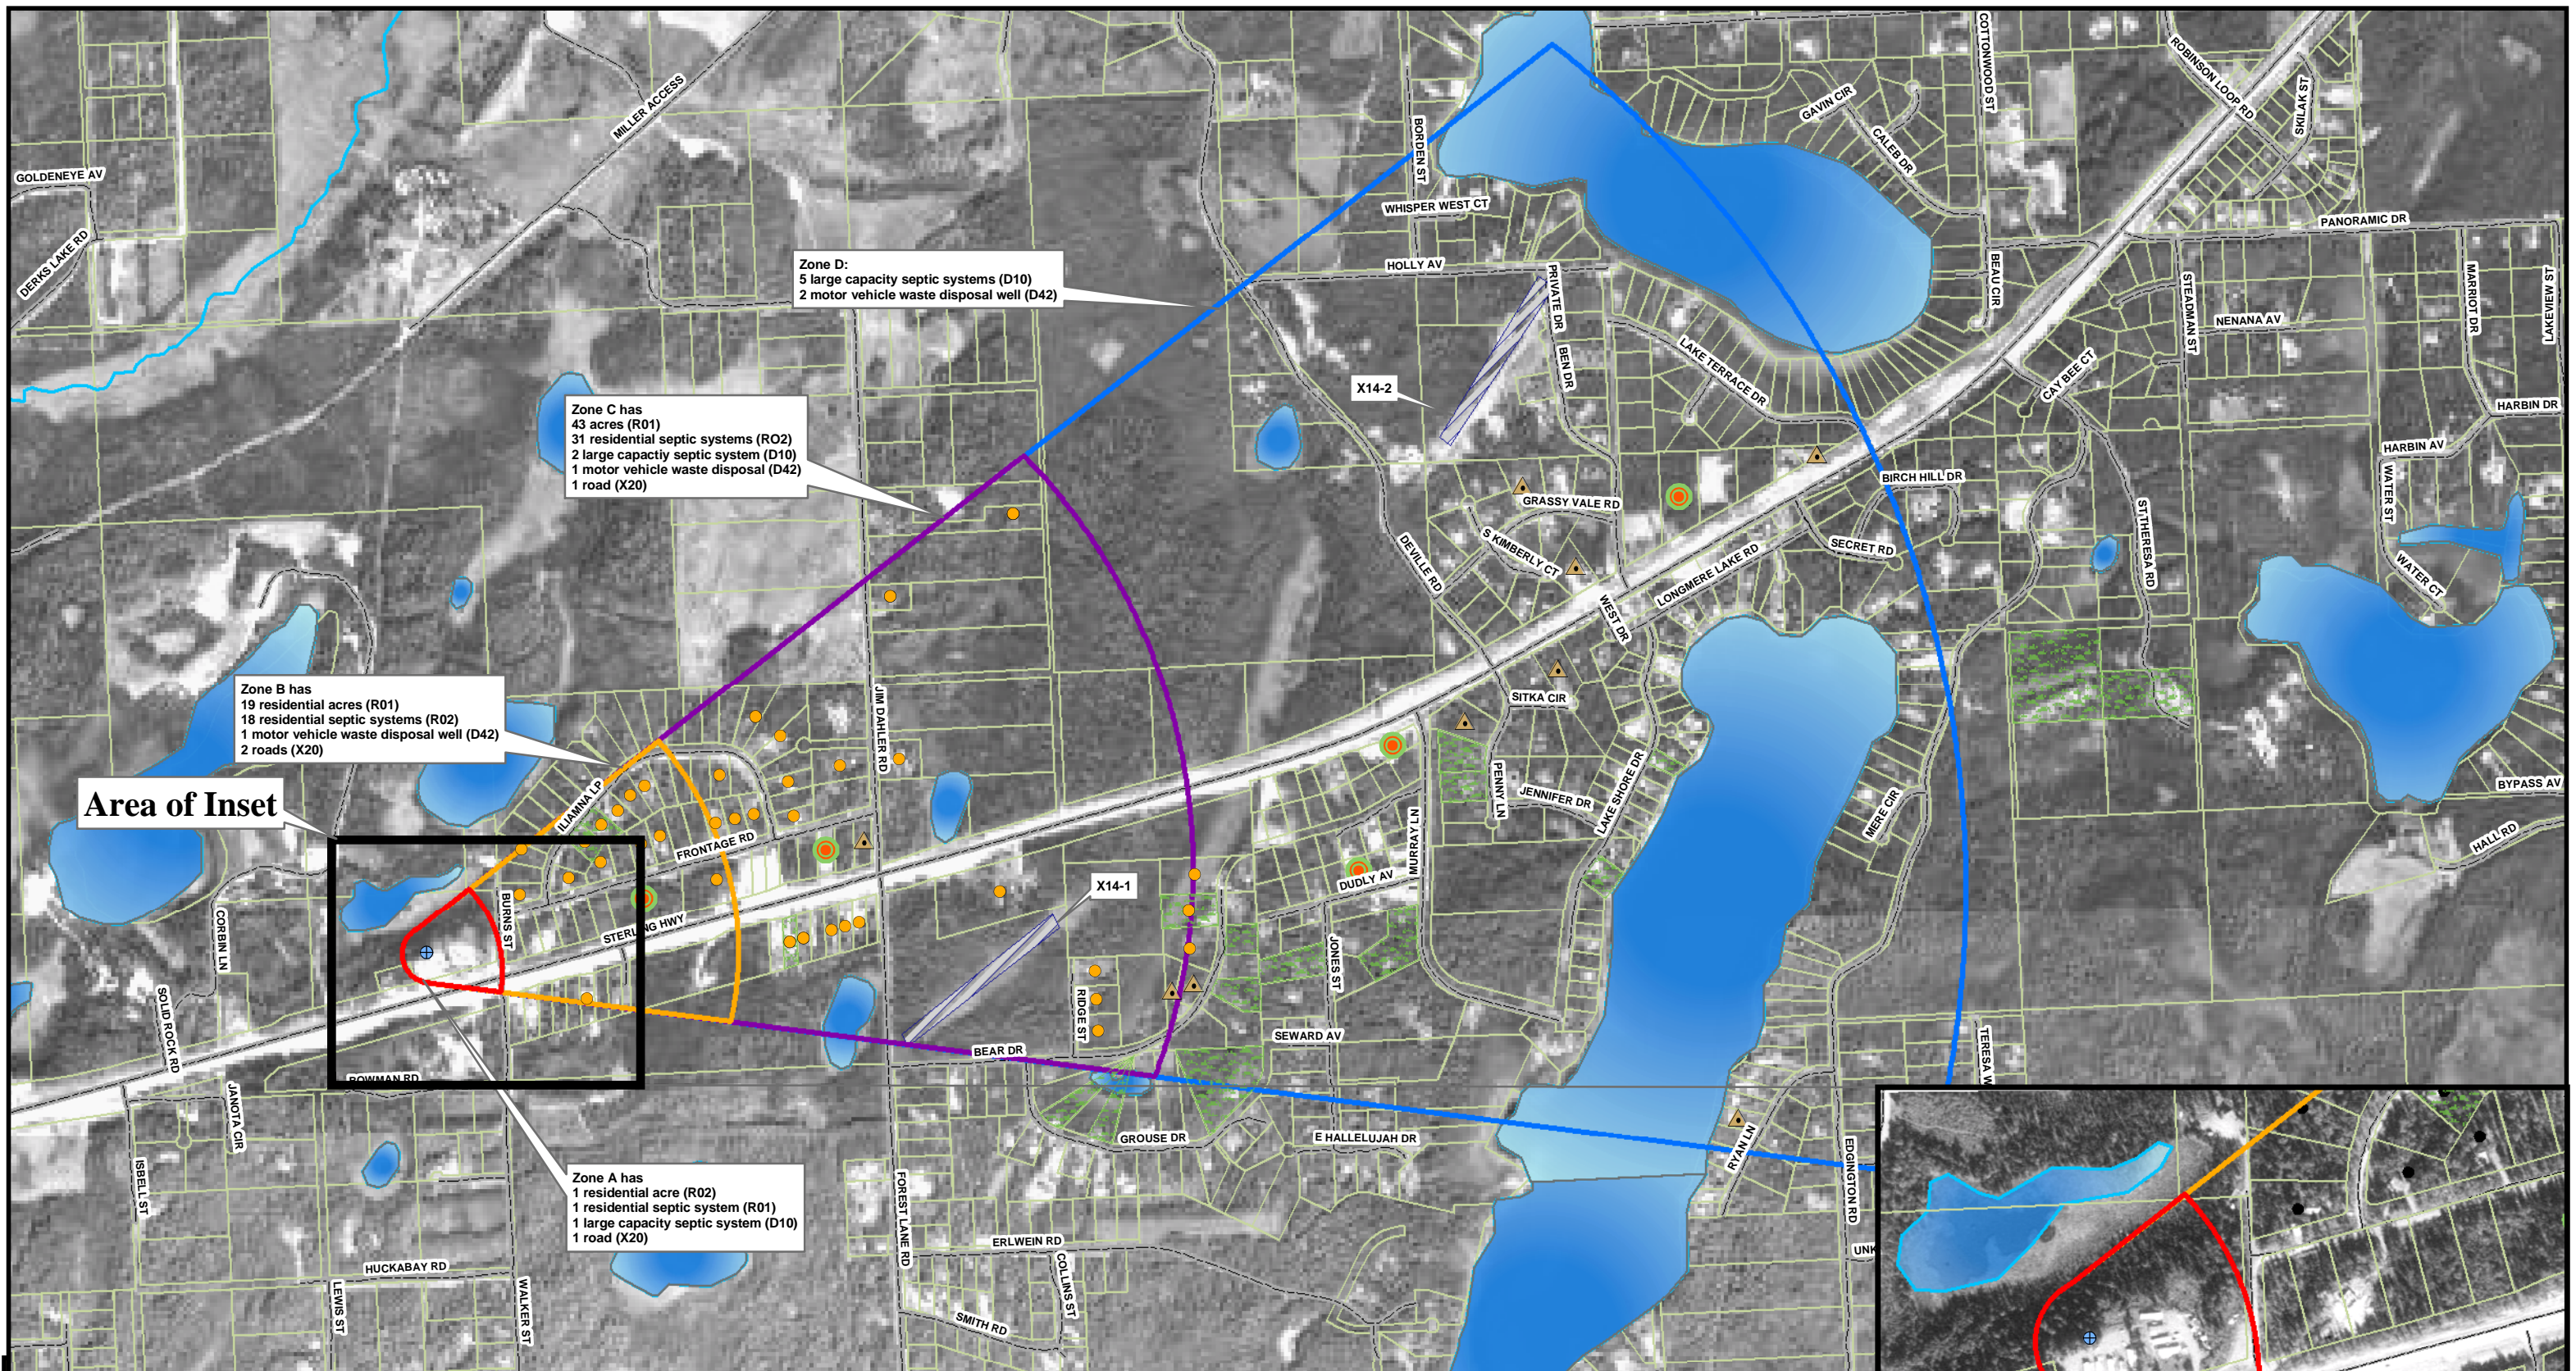 COTTONWOOD ST
ROBINSON LOOP RD
SKILAK ST
MILLER ACCESS
GAVIN CIR
CALEB DR
BORDEN ST
GOLDENEYE AV
WHISPER WEST CT
PANORAMIC DR
DERKS LAKE RD
Zone D:
5 large capacity septic systems (D10)
2 motor vehicle waste disposal well (D42)
HOLLY AV
PRIVATE DR
BEAU CIR
STEADMAN ST
MARRIOT DR
LAKEVIEW ST
NENANA AV
BEN DR
LAKE TERRACE DR
X14-2
CAY BEE CT
HARBIN DR
Zone C has
43 acres (R01)
31 residential septic systems (RO2)
2 large capactiy septic system (D10)
1 motor vehicle waste disposal (D42)
1 road (X20)
HARBIN AV
WATER ST
BIRCH HILL DR
GRASSY VALE RD
S KIMBERLY CT
SECRET RD
ST THERESA RD
DEVILLE RD
LONGMERE LAKE RD
WATER CT
WEST DR
Zone B has
19 residential acres (R01)
18 residential septic systems (R02)
1 motor vehicle waste disposal well (D42)
2 roads (X20)
JIM DAHLER RD
SITKA CIR
Area of Inset
ILIAMNA LP
PENNY LN
JENNIFER DR
LAKE SHORE DR
MERE CIR
BYPASS AV
HALL RD
FRONTAGE RD
MURRAY LN
DUDLY AV
X14-1
BURNS ST
CORBIN LN
STERLING HWY
JONES ST
SOLID ROCK RD
RIDGE ST
SEWARD AV
BEAR DR
TERESA W
BOWMAN RD
JANOTA CIR
GROUSE DR
E HALLELUJAH DR
RYAN LN
EDGINGTON RD
ISBELL ST
Zone A has
1 residential acre (R02)
1 residential septic system (R01)
1 large capacity septic system (D10)
1 road (X20)
FOREST LANE RD
ERLWEIN RD
UNK
HUCKABAY RD
COLLINS ST
LEWIS ST
WALKER ST
SMITH RD